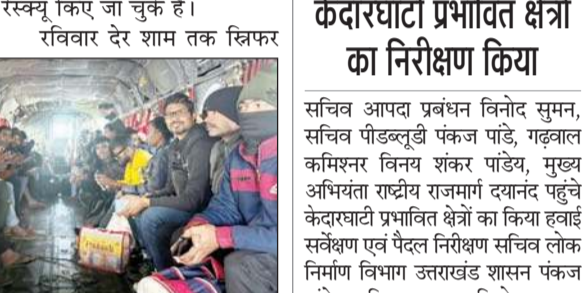 रेस्क्यू किए जा चुके हैं।
रविवार देर शाम तक स्निफर
केदारघाटी प्रभावित क्षेत्रों
का निरीक्षण किया
सचिव आपदा प्रबंधन विनोद सुमन,
सचिव पीडब्लूडी पंकज पांडे, गढ़वाल
कमिश्नर विनय शंकर पांडेय, मुख्य
अभियंता राष्ट्रीय राजमार्ग दयानंद पहुंचे
केदारघाटी प्रभावित क्षेत्रों का किया हवाई
सर्वेक्षण एवं पैदल निरीक्षण सचिव लोक
निर्माण विभाग उत्तराखंड शासन पंकज